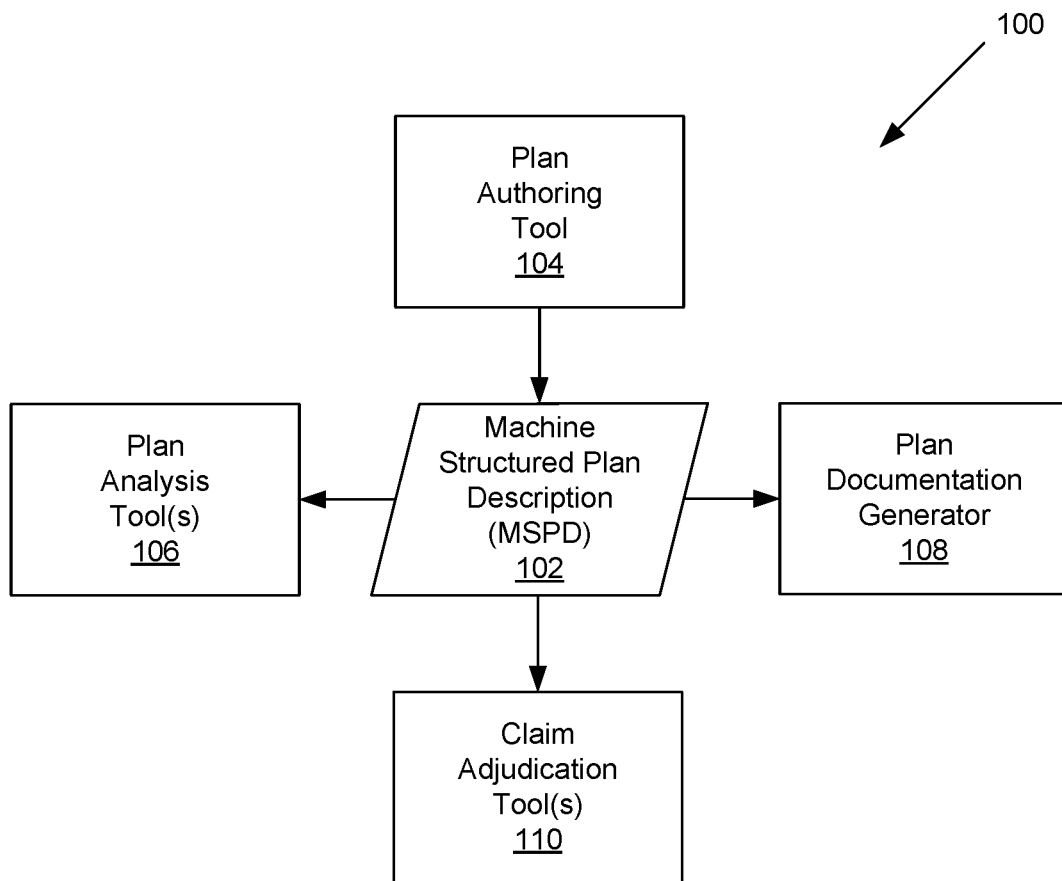 100
Plan
Authoring
Tool
104
Plan
Analysis
Tool(s)
106
Machine
Structured Plan
Description
(MSPD)
102
Plan
Documentation
Generator
108
Claim
Adjudication
Tool(s)
110